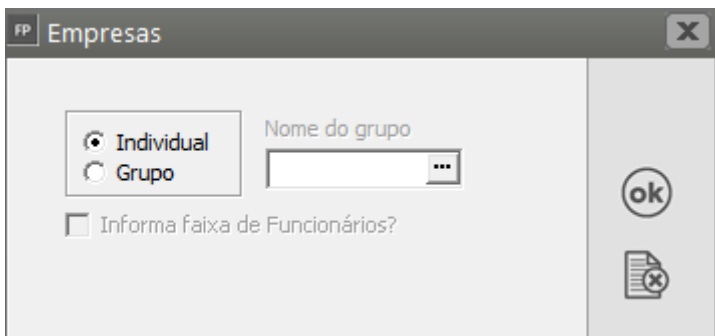 FP Empresas
Nome do grupo
Individual
Grupo
...
Informa faixa de Funcionários?
ok